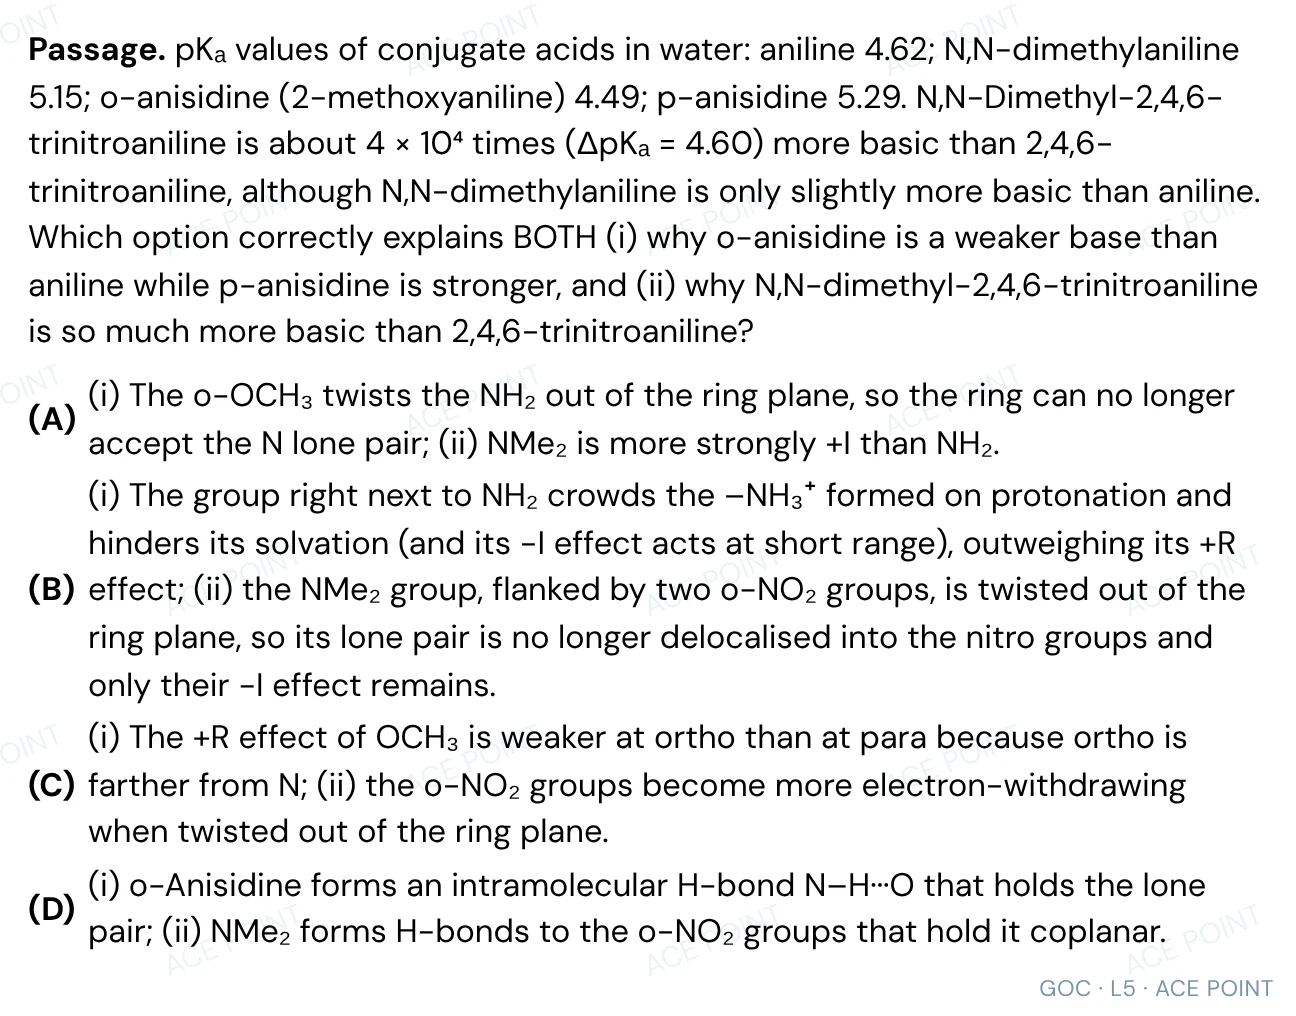 Passage. pKₐ values of conjugate acids in water: aniline 4.62; N,N-dimethylaniline
5.15; o-anisidine (2-methoxyaniline) 4.49; p-anisidine 5.29. N,N-Dimethyl-2,4,6-
trinitroaniline is about 4 × 10⁴ times (ΔpKₐ = 4.60) more basic than 2,4,6-
trinitroaniline, although N,N-dimethylaniline is only slightly more basic than aniline.
Which option correctly explains BOTH (i) why o-anisidine is a weaker base than
aniline while p-anisidine is stronger, and (ii) why N,N-dimethyl-2,4,6-trinitroaniline
is so much more basic than 2,4,6-trinitroaniline?
(A) (i) The o-OCH₃ twists the NH₂ out of the ring plane, so the ring can no longer
accept the N lone pair; (ii) NMe₂ is more strongly +I than NH₂.
(B) (i) The group right next to NH₂ crowds the –NH₃⁺ formed on protonation and
hinders its solvation (and its −I effect acts at short range), outweighing its +R
effect; (ii) the NMe₂ group, flanked by two o-NO₂ groups, is twisted out of the
ring plane, so its lone pair is no longer delocalised into the nitro groups and
only their −I effect remains.
(C) (i) The +R effect of OCH₃ is weaker at ortho than at para because ortho is
farther from N; (ii) the o-NO₂ groups become more electron-withdrawing
when twisted out of the ring plane.
(D) (i) o-Anisidine forms an intramolecular H-bond N–H···O that holds the lone
pair; (ii) NMe₂ forms H-bonds to the o-NO₂ groups that hold it coplanar.
GOC · L5 · ACE POINT